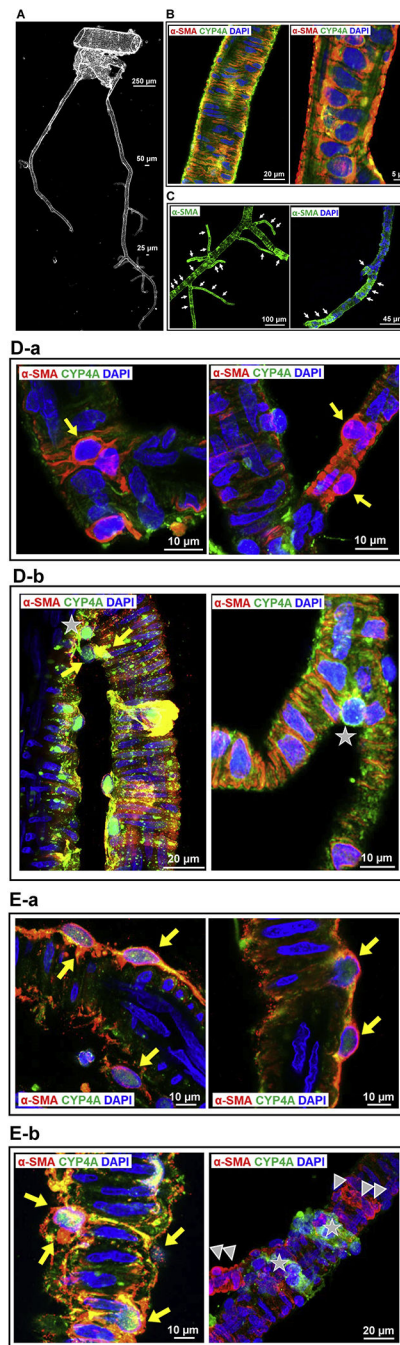 A
250 µm
50 µm
25 µm
B
α-SMA CYP4A DAPI
20 µm
α-SMA CYP4A DAPI
5 µm
C
α-SMA
100 µm
α-SMA DAPI
45 µm
D-a
α-SMA CYP4A DAPI
10 µm
α-SMA CYP4A DAPI
10 µm
D-b
α-SMA CYP4A DAPI
20 µm
α-SMA CYP4A DAPI
10 µm
E-a
α-SMA CYP4A DAPI
10 µm
α-SMA CYP4A DAPI
10 µm
E-b
α-SMA CYP4A DAPI
10 µm
α-SMA CYP4A DAPI
20 µm